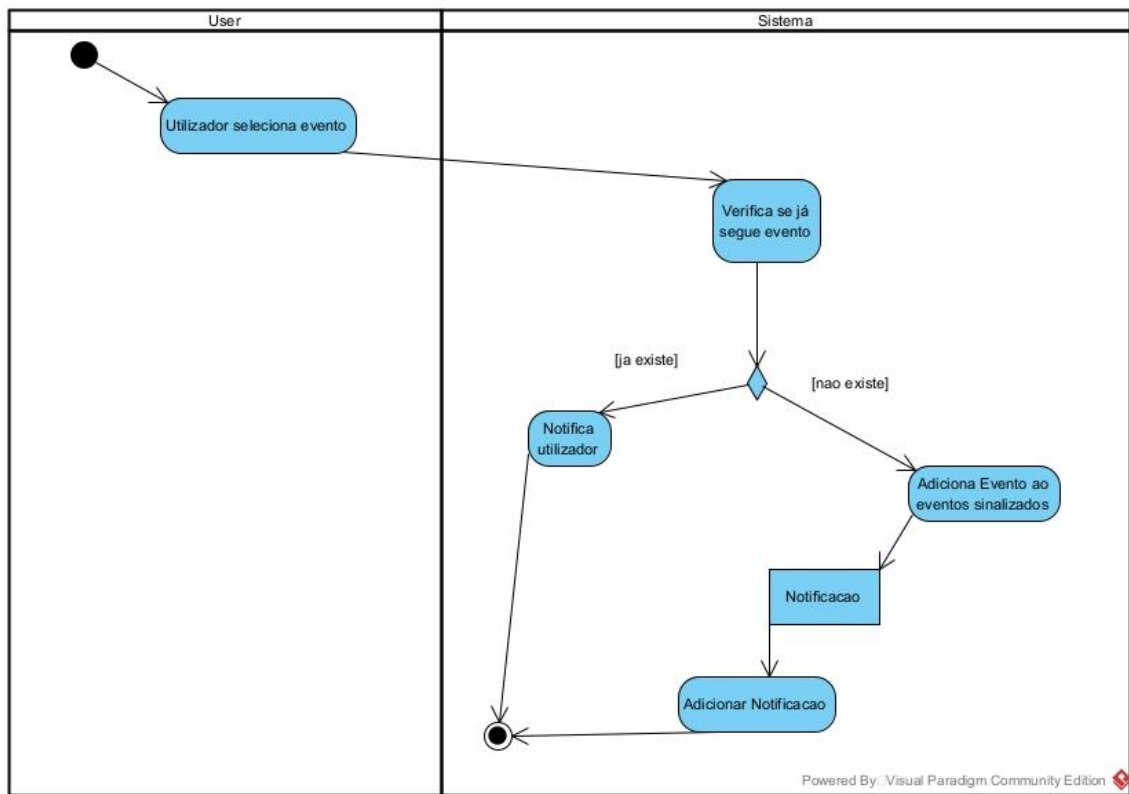 User
Sistema
Utilizador seleciona evento
Verifica se já
segue evento
[ja existe]
[nao existe]
Notifica
utilizador
Adiciona Evento ao
eventos sinalizados
Notificacao
Adicionar Notificacao
Powered By Visual Paradigm Community Edition